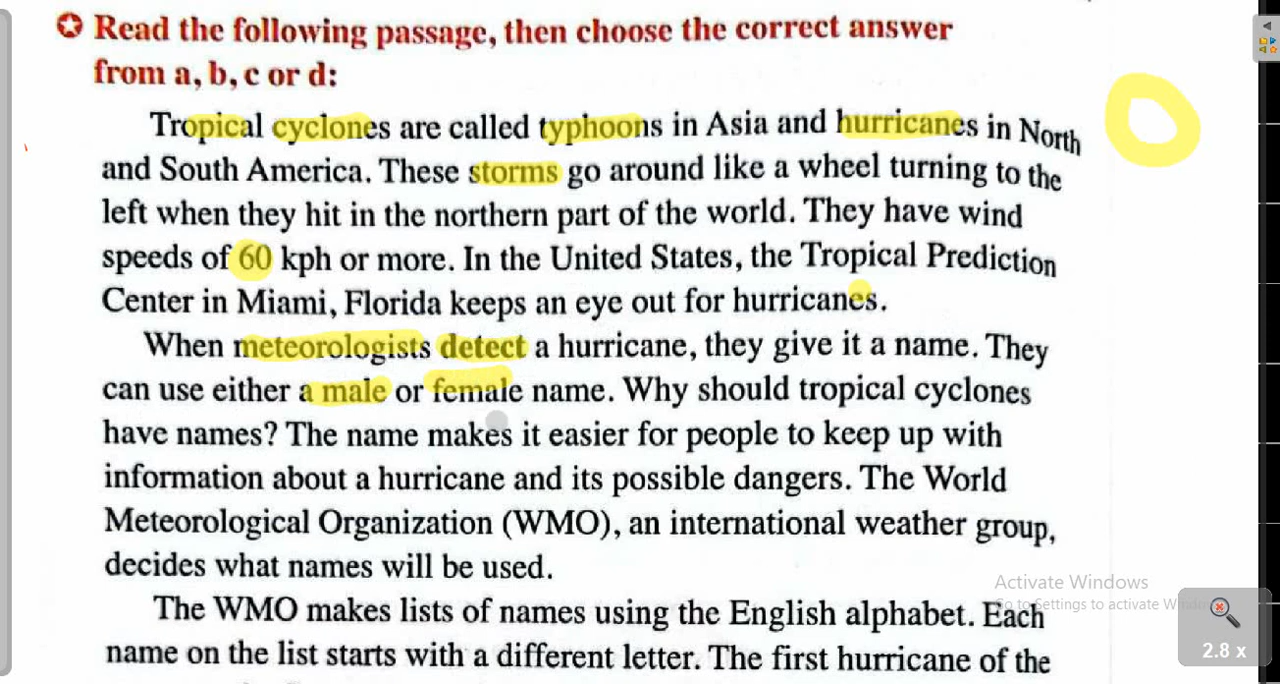 Read the following passage, then choose the correct answer
from a, b, c or d:
Tropical cyclones are called typhoons in Asia and hurricanes in North
and South America. These storms go around like a wheel turning to the
left when they hit in the northern part of the world. They have wind
speeds of 60 kph or more. In the United States, the Tropical Prediction
Center in Miami, Florida keeps an eye out for hurricanes.
When meteorologists detect a hurricane, they give it a name. They
can use either a male or female name. Why should tropical cyclones
have names? The name makes it easier for people to keep up with
information about a hurricane and its possible dangers. The World
Meteorological Organization (WMO), an international weather group,
decides what names will be used.
The WMO makes lists of names using the English alphabet. Each
name on the list starts with a different letter. The first hurricane of the
Activate Windows
Go to Settings to activate
2.8 x